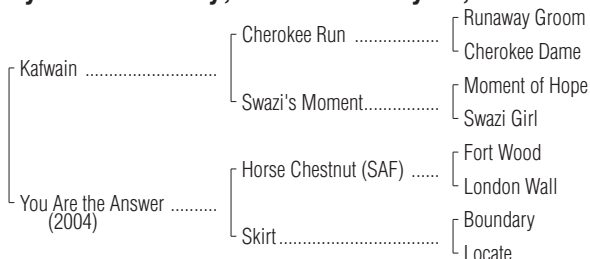 Runaway Groom
Cherokee Run ..................
Cherokee Dame
Kafwain ............................
Moment of Hope
Swazi's Moment................
Swazi Girl
Fort Wood
Horse Chestnut (SAF) ......
London Wall
You Are the Answer ..........
(2004)
Boundary
Skirt..................................
Locate